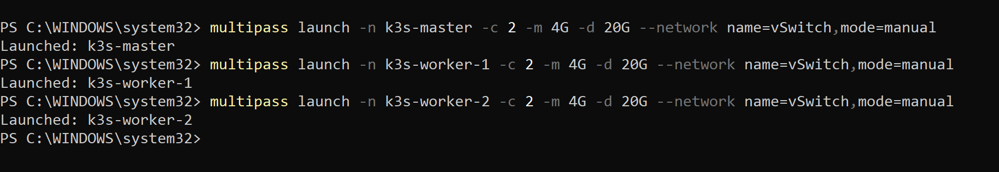 PS C:\WINDOWS\system32> multipass launch -n k3s-master -c 2 -m 4G -d 20G --network name=vSwitch,mode=manual
Launched: k3s-master
PS C:\WINDOWS\system32> multipass launch -n k3s-worker-1 -c 2 -m 4G -d 20G --network name=vSwitch,mode=manual
Launched: k3s-worker-1
PS C:\WINDOWS\system32> multipass launch -n k3s-worker-2 -c 2 -m 4G -d 20G --network name=vSwitch,mode=manual
Launched: k3s-worker-2
PS C:\WINDOWS\system32>